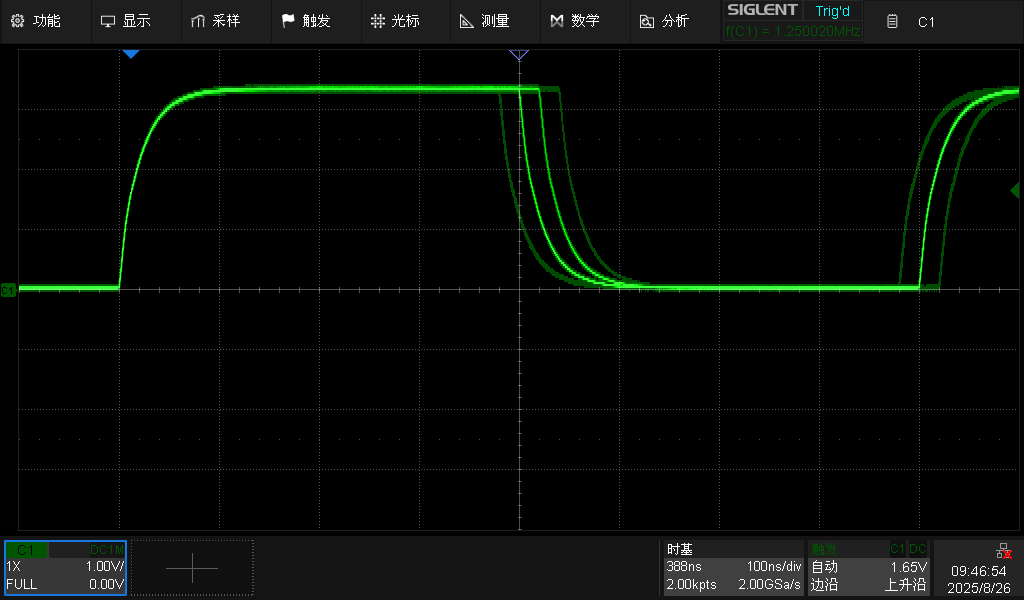 功能 显示 采样 触发 光标 测量 数学 分析 SIGLENT Trig'd C1
f(C1) = 1.250020MHz
C1
C1 DC1M
1X 1.00V/
FULL 0.00V
时基
388ns 100ns/div
2.00kpts 2.00GSa/s
触发 C1 DC
自动 1.65V
边沿 上升沿
09:46:54
2025/8/26